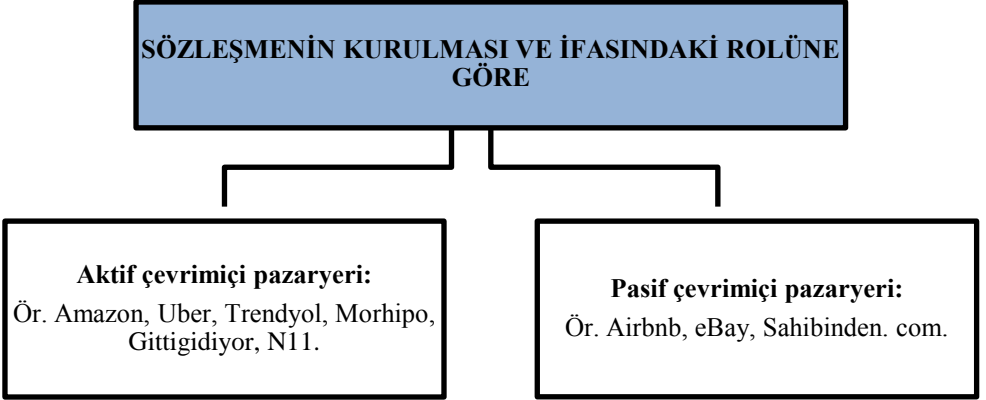 SÖZLEŞMENİN KURULMASI VE İFASINDAKİ ROLÜNE
GÖRE
Aktif çevrimiçi pazaryeri:
Ör. Amazon, Uber, Trendyol, Morhipo,
Gittigidiyor, N11.
Pasif çevrimiçi pazaryeri:
Ör. Airbnb, eBay, Sahibinden. com.